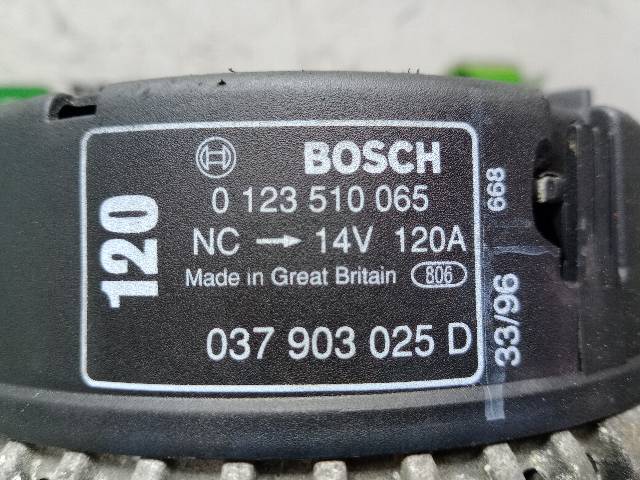 BOSCH
0 123 510 065
NC → 14V 120A
Made in Great Britain 806
037 903 025 D
120
668
33/96